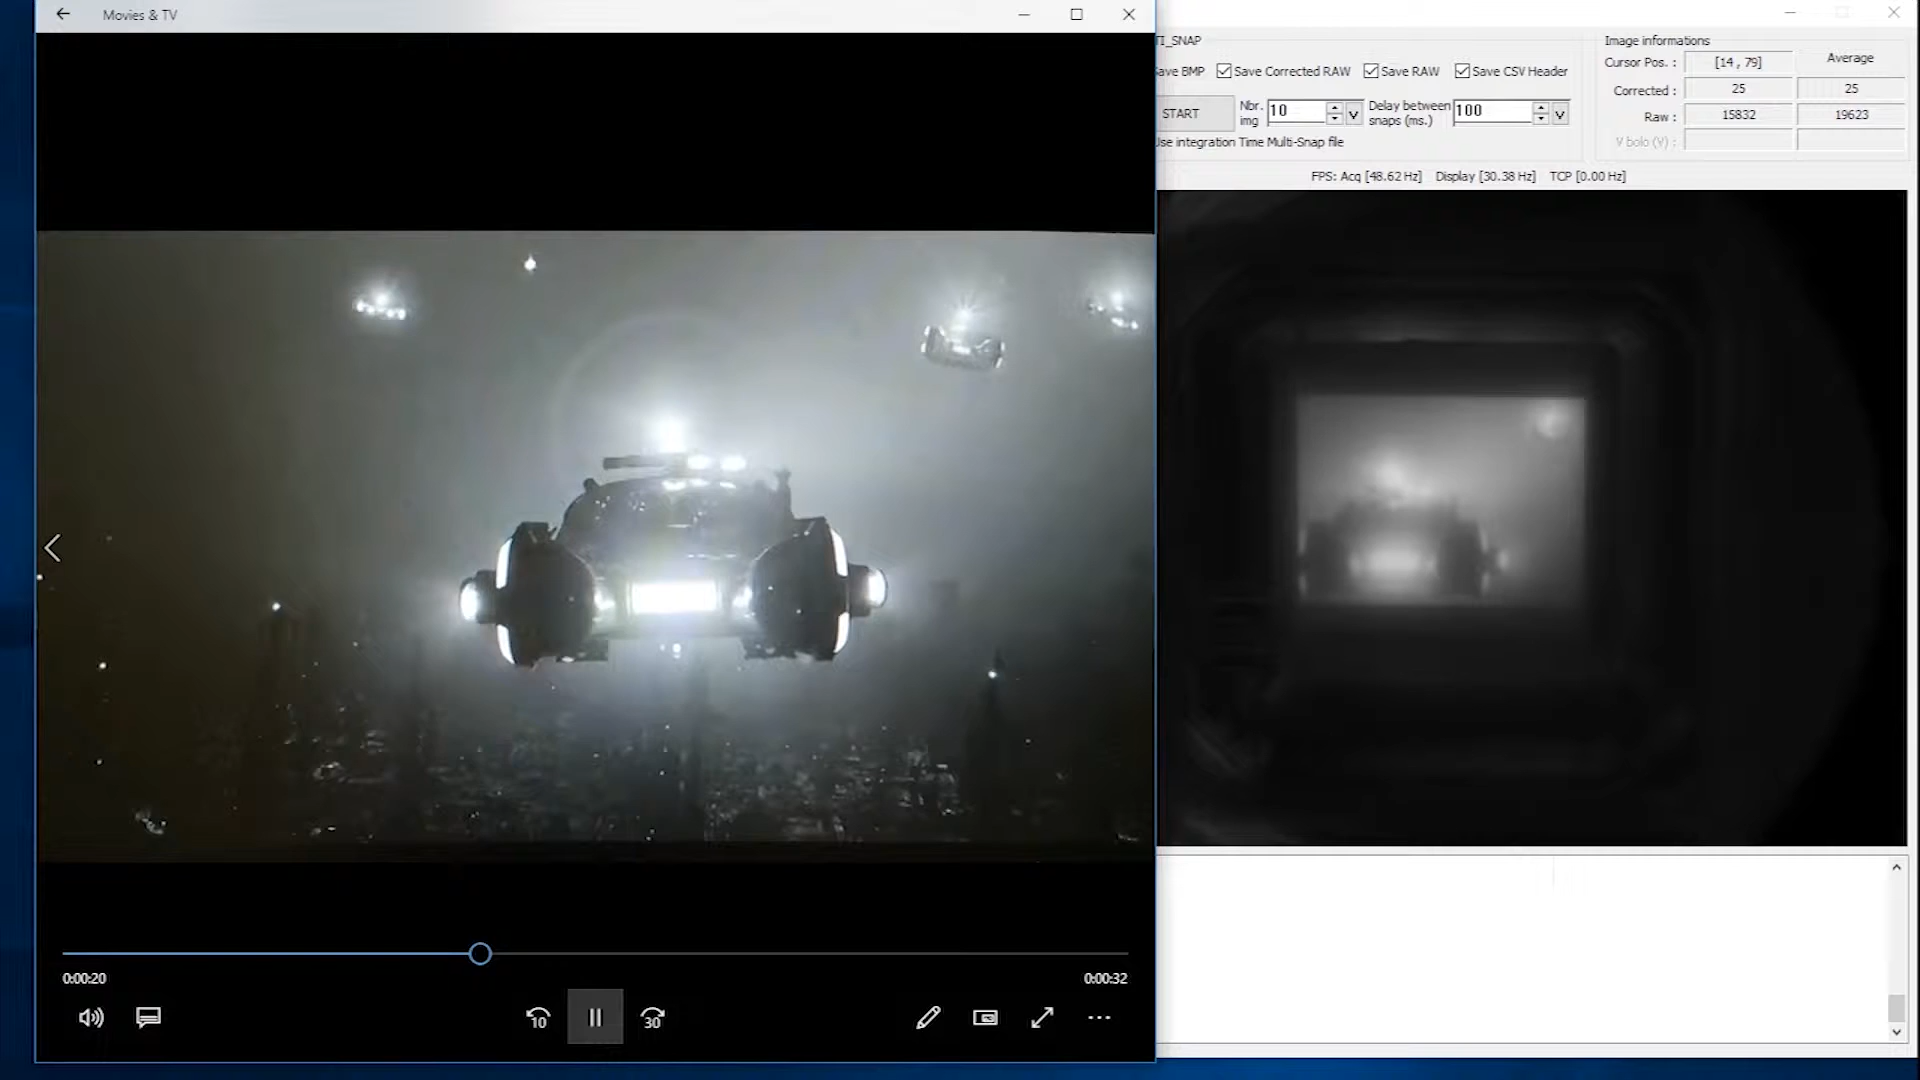 Movies & TV
TI_SNAP
ave BMP Save Corrected RAW Save RAW Save CSV Header
START Nbr. img 10 Delay between snaps (ms.) 100
se integration Time Multi-Snap file
Image informations
Average
Cursor Pos. : [14 , 79]
Corrected : 25 25
Raw : 15832 19623
V bolo (V) :
FPS: Acq [48.62 Hz] Display [30.38 Hz] TCP [0.00 Hz]
0:00:20 0:00:32
10 30